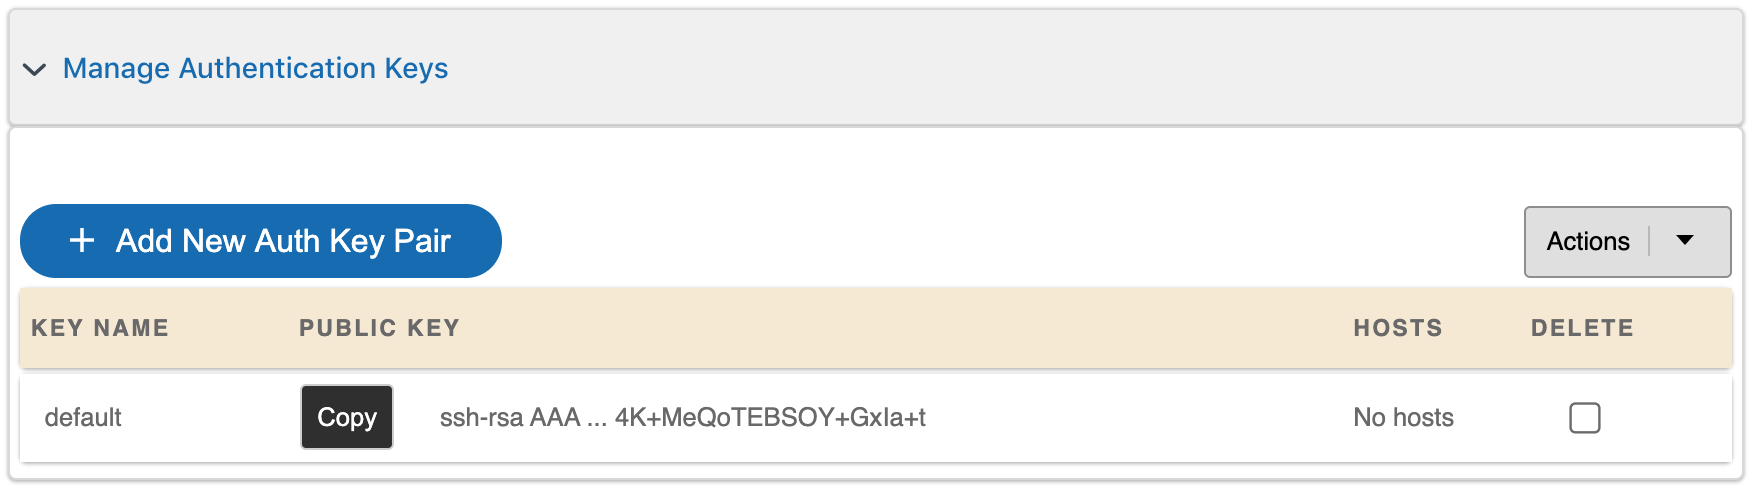 Manage Authentication Keys
+ Add New Auth Key Pair
Actions
KEY NAME PUBLIC KEY HOSTS DELETE
default Copy ssh-rsa AAA ... 4K+MeQoTEBSOY+GxIa+t No hosts